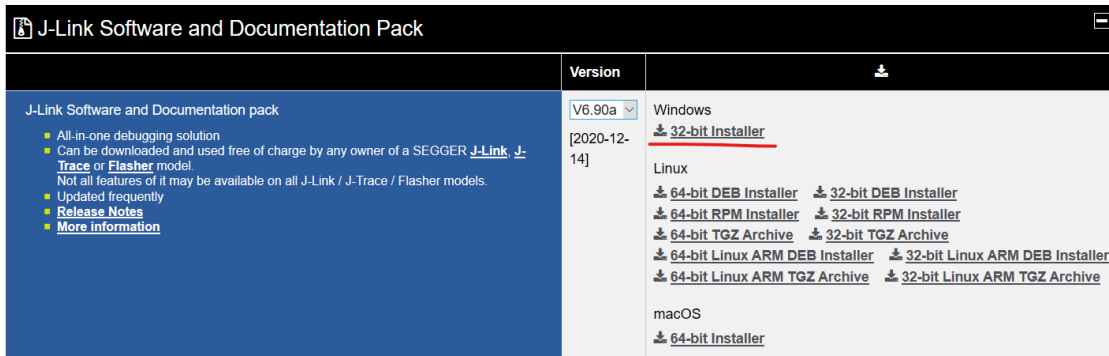 J-Link Software and Documentation Pack
Version
J-Link Software and Documentation pack
All-in-one debugging solution
Can be downloaded and used free of charge by any owner of a SEGGER J-Link, J-
Trace or Flasher model.
Not all features of it may be available on all J-Link / J-Trace / Flasher models.
Updated frequently
Release Notes
More information
V6.90a
[2020-12-
14]
Windows
32-bit Installer
Linux
64-bit DEB Installer 32-bit DEB Installer
64-bit RPM Installer 32-bit RPM Installer
64-bit TGZ Archive 32-bit TGZ Archive
64-bit Linux ARM DEB Installer 32-bit Linux ARM DEB Installer
64-bit Linux ARM TGZ Archive 32-bit Linux ARM TGZ Archive
macOS
64-bit Installer